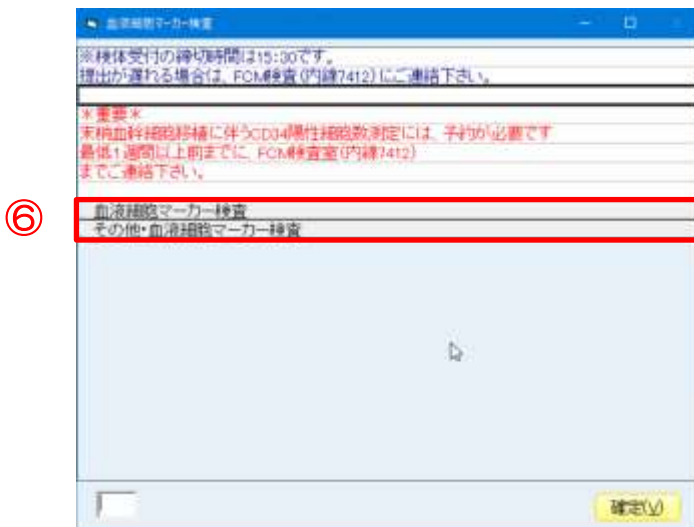 血液細胞マーカー検査
※検体受付の締切時間は15:30です。
提出が遅れる場合は、FCM検査(内線7412)にご連絡下さい。
*重要*
末梢血幹細胞移植に伴うCD34陽性細胞数測定には、予約が必要です
最低1週間以上前までに、FCM検査室(内線7412)
までご連絡下さい。
⑥
血液細胞マーカー検査
その他・血液細胞マーカー検査
確定(V)